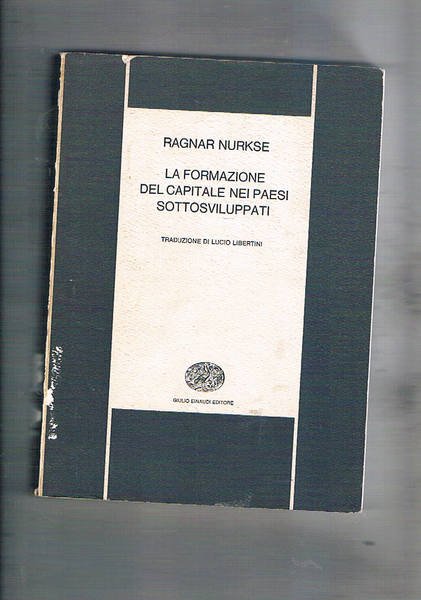 RAGNAR NURKSE
LA FORMAZIONE
DEL CAPITALE NEI PAESI
SOTTOSVILUPPATI
TRADUZIONE DI LUCIO LIBERTINI
GIULIO EINAUDI EDITORE